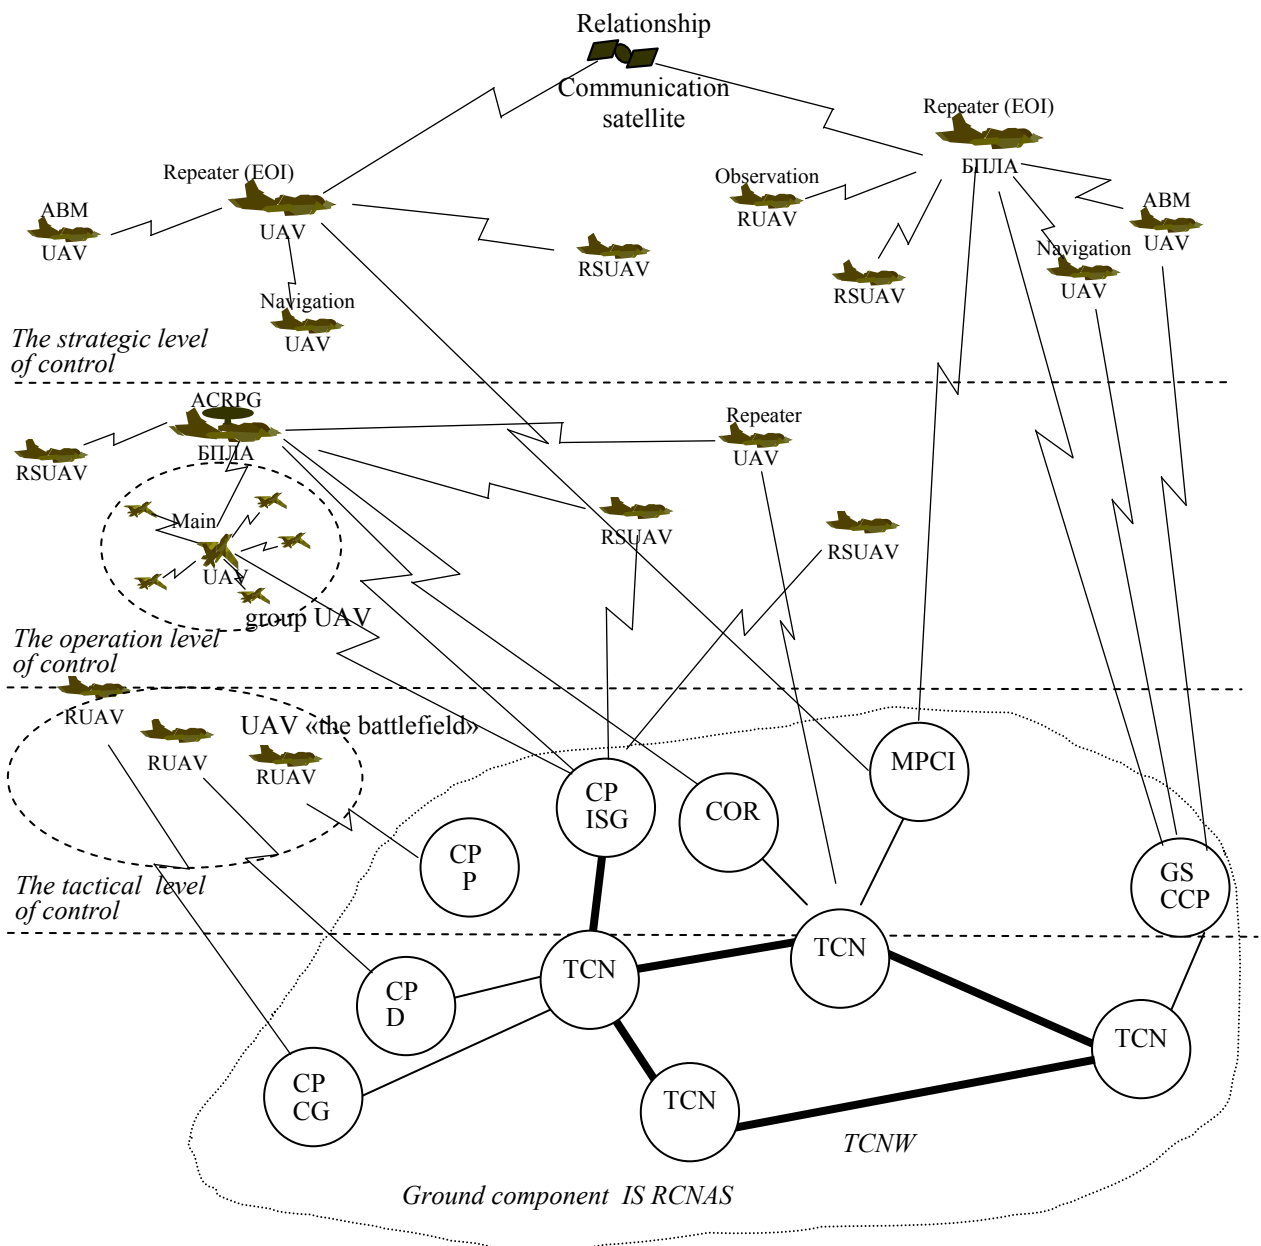 Relationship
Communication
satellite
Repeater (EOI)
БПЛА
Repeater (EOI)
UAV
Observation
RUAV
ABM
UAV
ABM
UAV
RSUAV
RSUAV
Navigation
UAV
Navigation
UAV
The strategic level
of control
ACRPG
БПЛА
RSUAV
Repeater
UAV
Main
UAV
RSUAV
RSUAV
group UAV
The operation level
of control
RUAV
RUAV
UAV «the battlefield»
RUAV
The tactical level
of control
CP
ISG
COR
MPCI
CP
P
GS
CCP
TCN
TCN
CP
D
TCN
CP
CG
TCN
TCNW
Ground component IS RCNAS